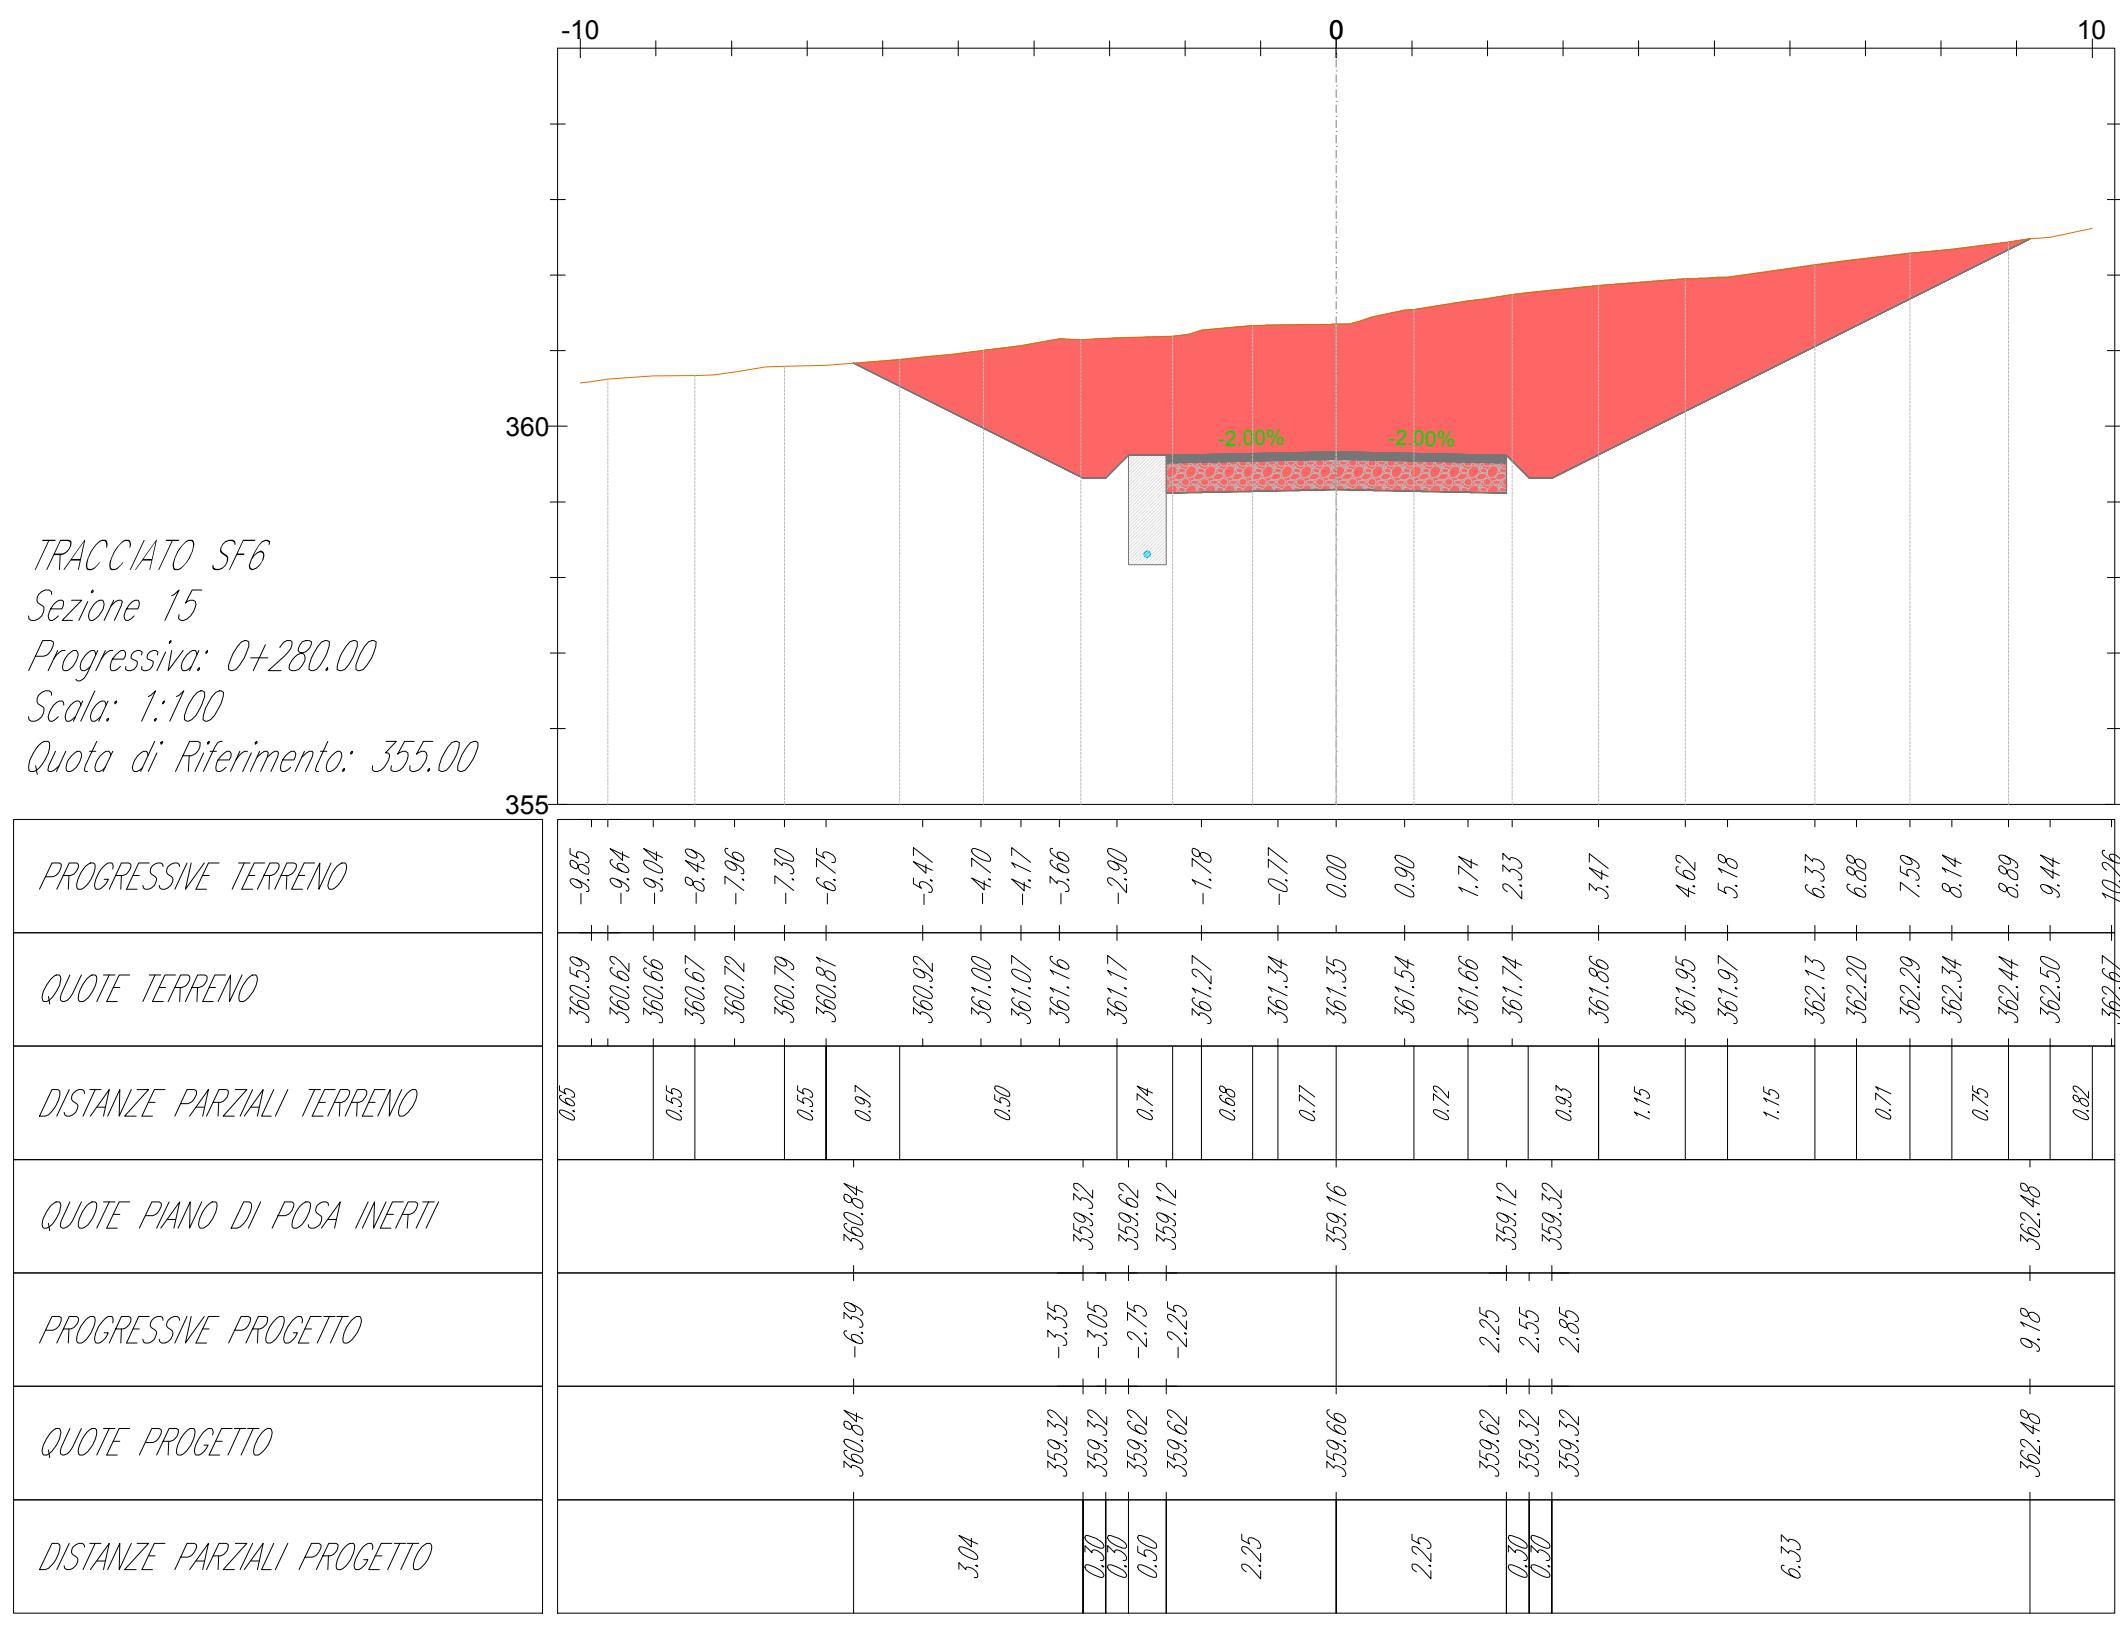 -10 0 10
360
-2.00% -2.00%
TRACCIATO SF6
Sezione 15
Progressiva: 0+280.00
Scala: 1:100
Quota di Riferimento: 355.00
355
PROGRESSIVE TERRENO -9.85 -9.64 -9.04 -8.49 -7.96 -7.30 -6.75 -5.47 -4.70 -4.17 -3.66 -2.90 -1.78 -0.77 0.00 0.90 1.74 2.33 3.47 4.62 5.18 6.33 6.88 7.59 8.14 8.89 9.44 10.26
QUOTE TERRENO 360.59 360.62 360.66 360.67 360.72 360.79 360.81 360.92 361.00 361.07 361.16 361.17 361.27 361.34 361.35 361.54 361.66 361.74 361.86 361.95 361.97 362.13 362.20 362.29 362.34 362.44 362.50 362.67
DISTANZE PARZIALI TERRENO 0.65 0.55 0.55 0.97 0.50 0.74 0.68 0.77 0.72 0.93 1.15 1.15 0.71 0.75 0.82
QUOTE PIANO DI POSA INERTI 360.84 359.32 359.62 359.12 359.16 359.12 359.32 362.48
PROGRESSIVE PROGETTO -6.39 -3.35 -3.05 -2.75 -2.25 2.25 2.55 2.85 9.18
QUOTE PROGETTO 360.84 359.32 359.32 359.62 359.62 359.66 359.62 359.32 359.32 362.48
DISTANZE PARZIALI PROGETTO 3.04 0.30 0.30 0.50 2.25 2.25 0.30 0.30 6.33